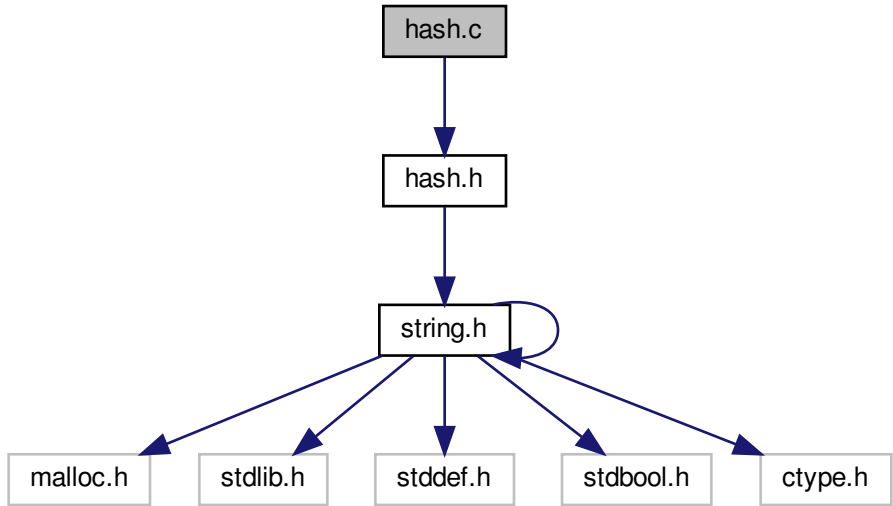 hash.c
hash.h
string.h
malloc.h
stdlib.h
stddef.h
stdbool.h
ctype.h